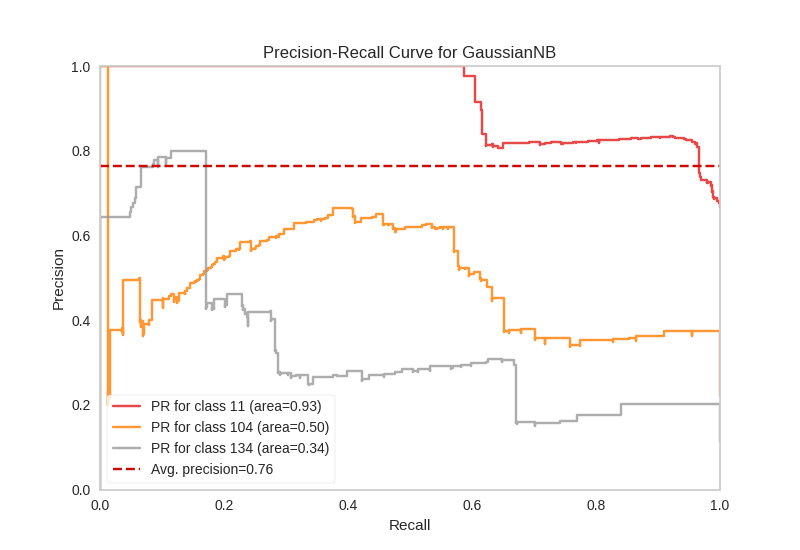 Precision-Recall Curve for GaussianNB
1.0
0.8
0.6
0.4
0.2
0.0
Precision
PR for class 11 (area=0.93)
PR for class 104 (area=0.50)
PR for class 134 (area=0.34)
Avg. precision=0.76
0.0 0.2 0.4 0.6 0.8 1.0
Recall